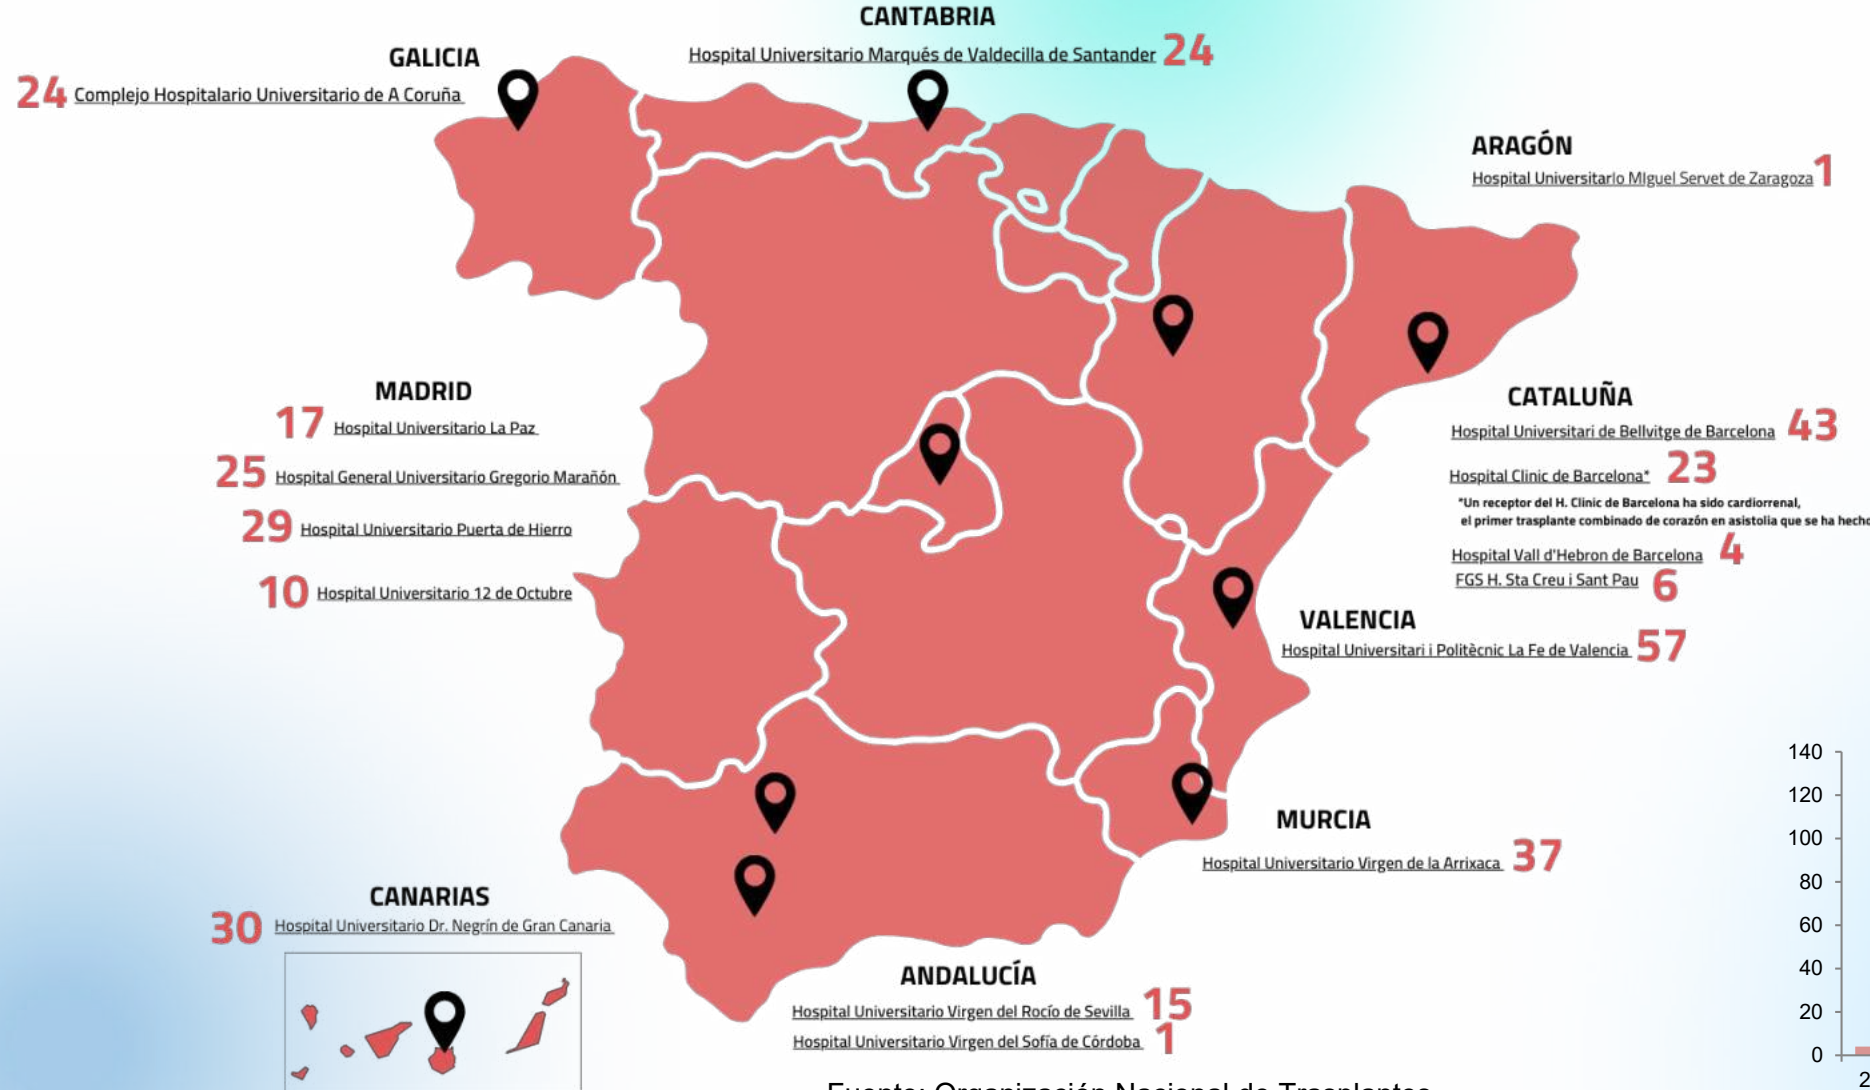 CANTABRIA
Hospital Universitario Marqués de Valdecilla de Santander 24
GALICIA
24 Complejo Hospitalario Universitario de A Coruña
ARAGÓN
Hospital Universitario MIguel Servet de Zaragoza 1
MADRID
17 Hospital Universitario La Paz
25 Hospital General Universitario Gregorio Marañón
29 Hospital Universitario Puerta de Hierro
10 Hospital Universitario 12 de Octubre
CATALUÑA
Hospital Universitari de Bellvitge de Barcelona 43
Hospital Clinic de Barcelona* 23
*Un receptor del H. Clinic de Barcelona ha sido cardiorrenal,
el primer trasplante combinado de corazón en asistolia que se ha hecho
Hospital Vall d'Hebron de Barcelona 4
FGS H. Sta Creu i Sant Pau 6
VALENCIA
Hospital Universitari i Politècnic La Fe de Valencia 57
MURCIA
Hospital Universitario Virgen de la Arrixaca 37
CANARIAS
30 Hospital Universitario Dr. Negrín de Gran Canaria
ANDALUCÍA
Hospital Universitario Virgen del Rocío de Sevilla 15
Hospital Universitario Virgen del Sofía de Córdoba 1
140
120
100
80
60
40
20
0
2
Fuente: Organización Nacional de Trasplantes